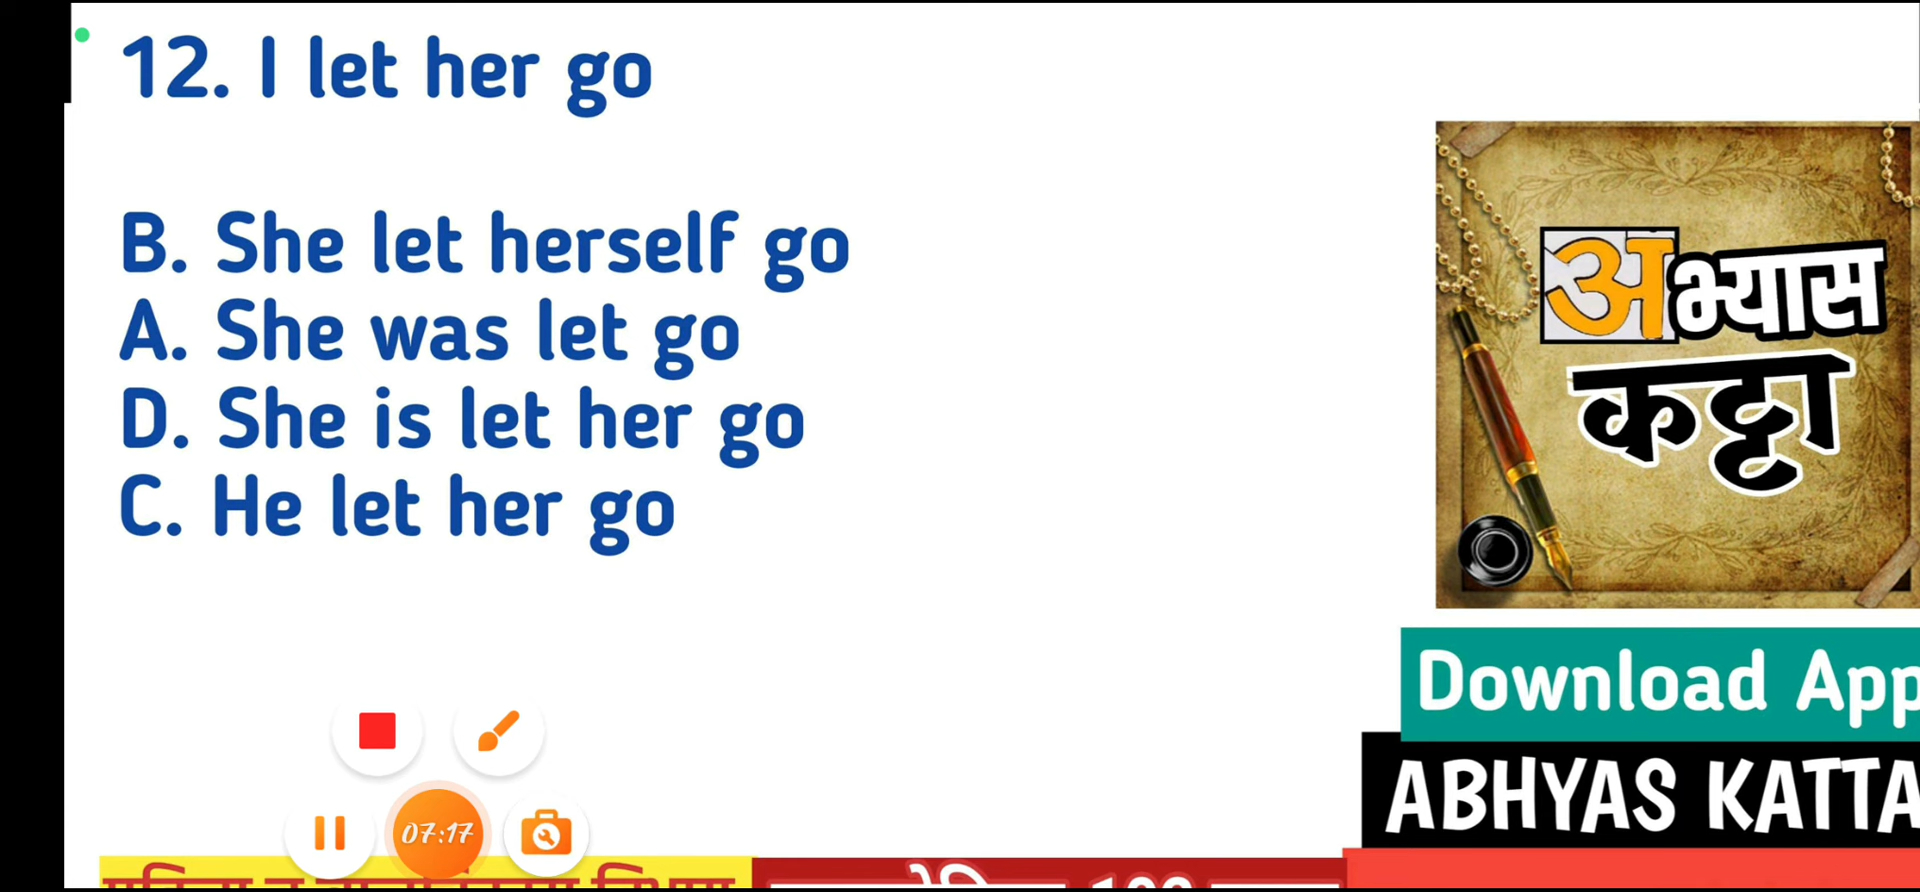 12. I let her go
B. She let herself go
A. She was let go
D. She is let her go
C. He let her go
अभ्यास
कट्टा
Download App
ABHYAS KATTA
07:17